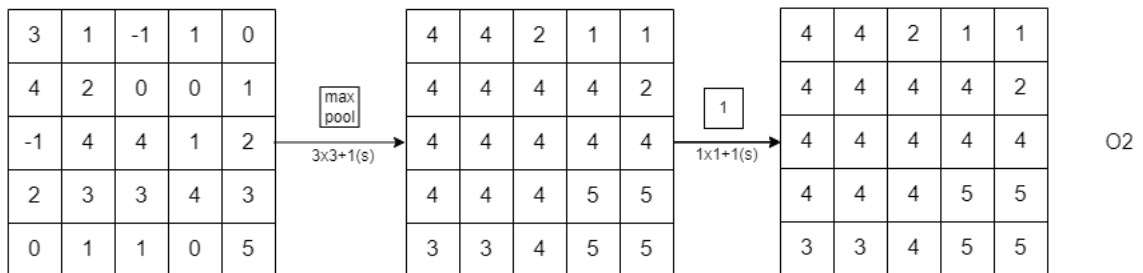 3 1 -1 1 0
4 2 0 0 1
-1 4 4 1 2
2 3 3 4 3
0 1 1 0 5
max
pool
3x3+1(s)
4 4 2 1 1
4 4 4 4 2
4 4 4 4 4
4 4 4 5 5
3 3 4 5 5
1
1x1+1(s)
4 4 2 1 1
4 4 4 4 2
4 4 4 4 4
4 4 4 5 5
3 3 4 5 5
O2